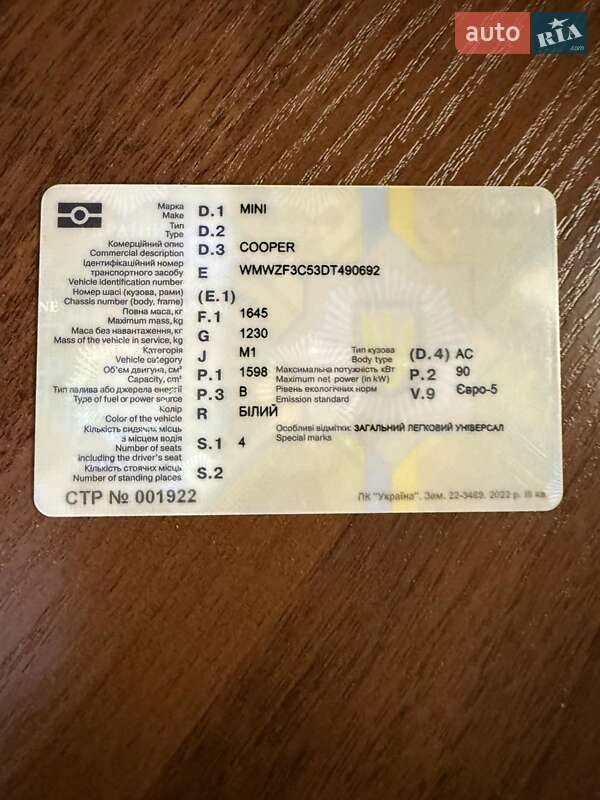 auto RIA .com
Марка D.1 MINI
Make
Тип D.2
Type
Комерційний опис D.3 COOPER
Commercial description
Ідентифікаційний номер
транспортного засобу E WMWZF3C53DT490692
Vehicle identification number
Номер шасі (кузова, рами) (E.1)
Chassis number (body, frame)
Повна маса, кг F.1 1645
Maximum mass, kg
Маса без навантаження, кг G 1230
Mass of the vehicle in service, kg
Категорія J M1 Тип кузова (D.4) AC
Vehicle category Body type
Об'єм двигуна, см³ P.1 1598 Максимальна потужність кВт P.2 90
Capacity, cm³ Maximum net power (in kW)
Тип палива або джерела енергії P.3 B Рівень екологічних норм V.9 Євро-5
Type of fuel or power source Emission standard
Колір R БІЛИЙ
Color of the vehicle
Кількість сидячих місць Особливі відмітки: ЗАГАЛЬНИЙ ЛЕГКОВИЙ УНІВЕРСАЛ
з місцем водія S.1 4 Special marks
Number of seats
including the driver's seat
Кількість стоячих місць S.2
Number of standing places
СТР № 001922 ПК "Україна". Зам. 22-3469. 2022 р. III кв.